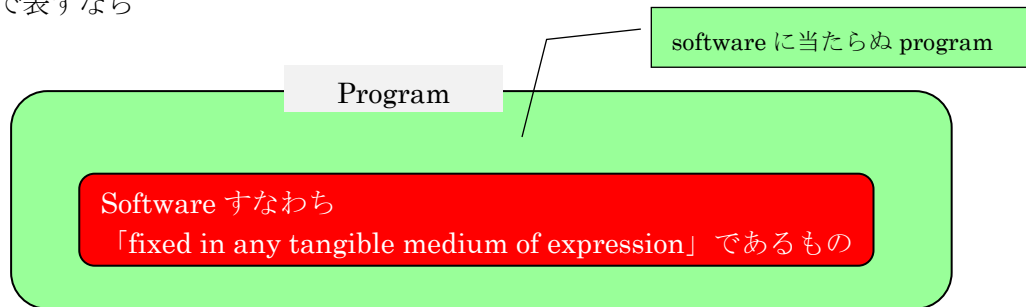 で表すなら
software に当たらぬ program
Program
Software すなわち
「fixed in any tangible medium of expression」であるもの